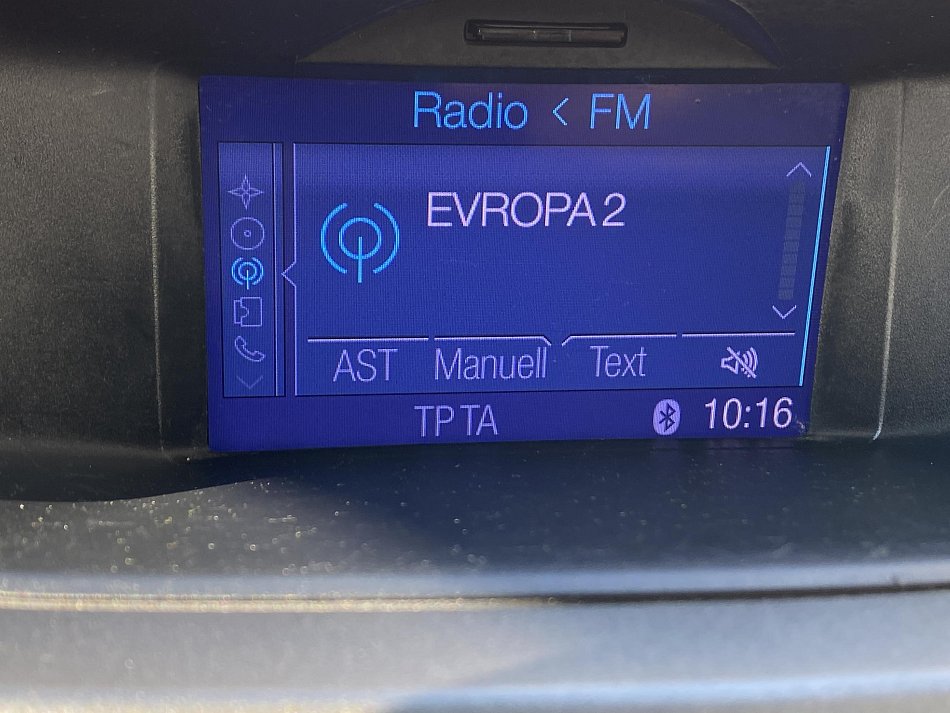 Radio < FM
EVROPA 2
AST Manuell Text
TP TA 10:16